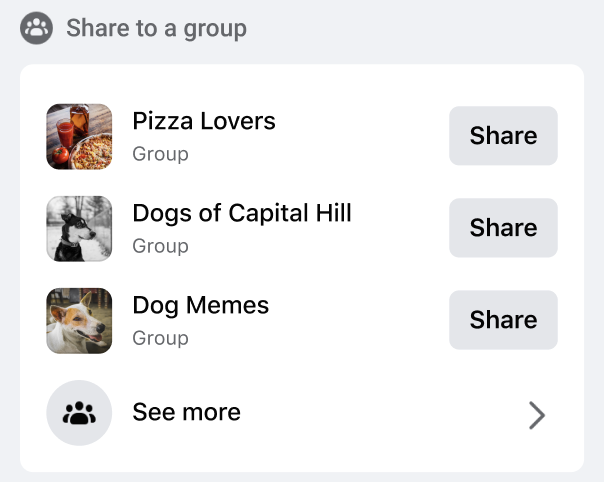 Share to a group
Pizza Lovers
Group
Share
Dogs of Capital Hill
Group
Share
Dog Memes
Group
Share
See more